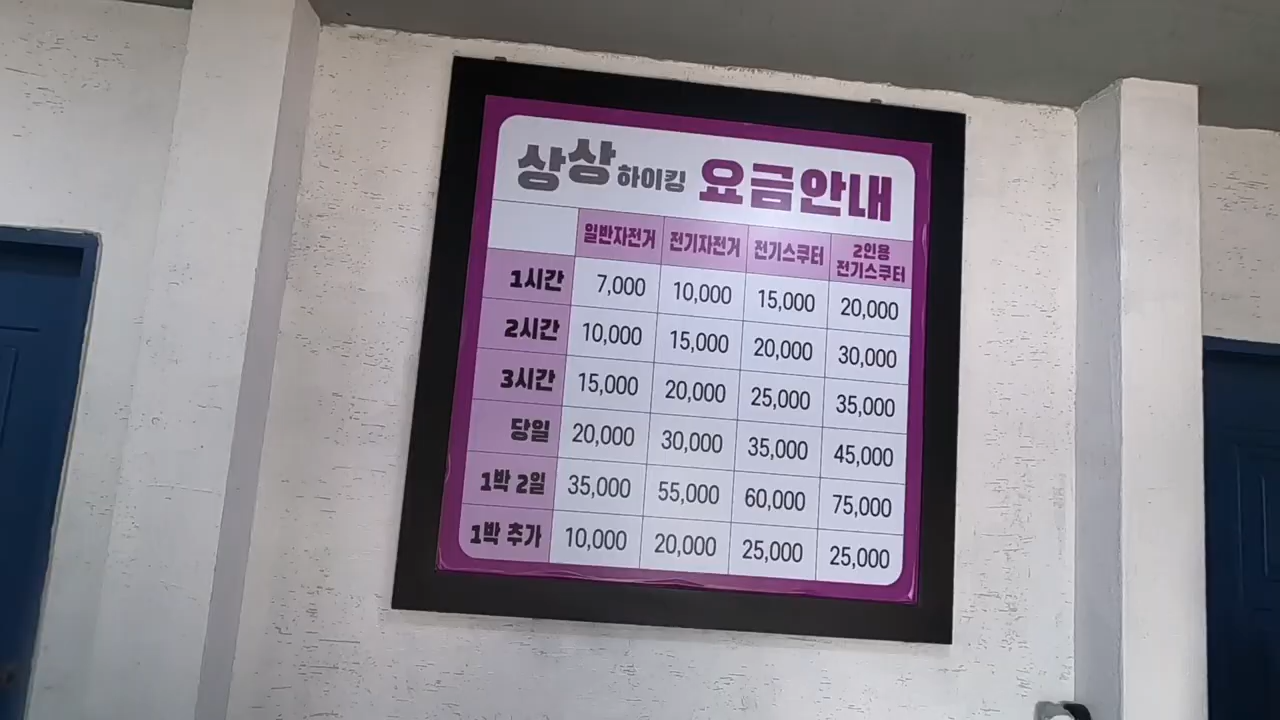 상상하이킹 요금안내
일반자전거 전기자전거 전기스쿠터 2인용 전기스쿠터
1시간 7,000 10,000 15,000 20,000
2시간 10,000 15,000 20,000 30,000
3시간 15,000 20,000 25,000 35,000
당일 20,000 30,000 35,000 45,000
1박 2일 35,000 55,000 60,000 75,000
1박 추가 10,000 20,000 25,000 25,000